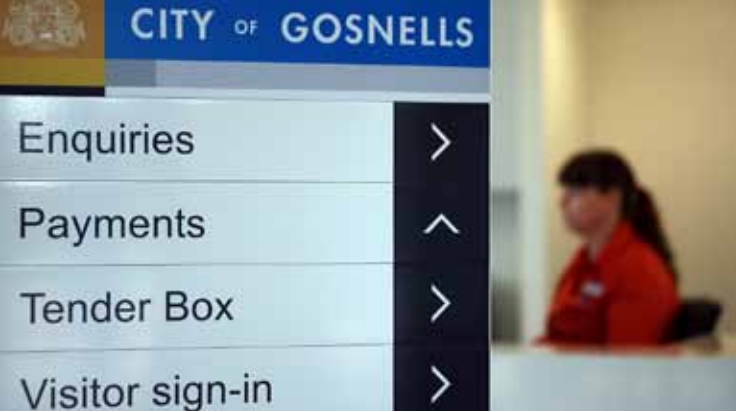 CITY OF GOSNELLS
Enquiries
Payments
Tender Box
Visitor sign-in